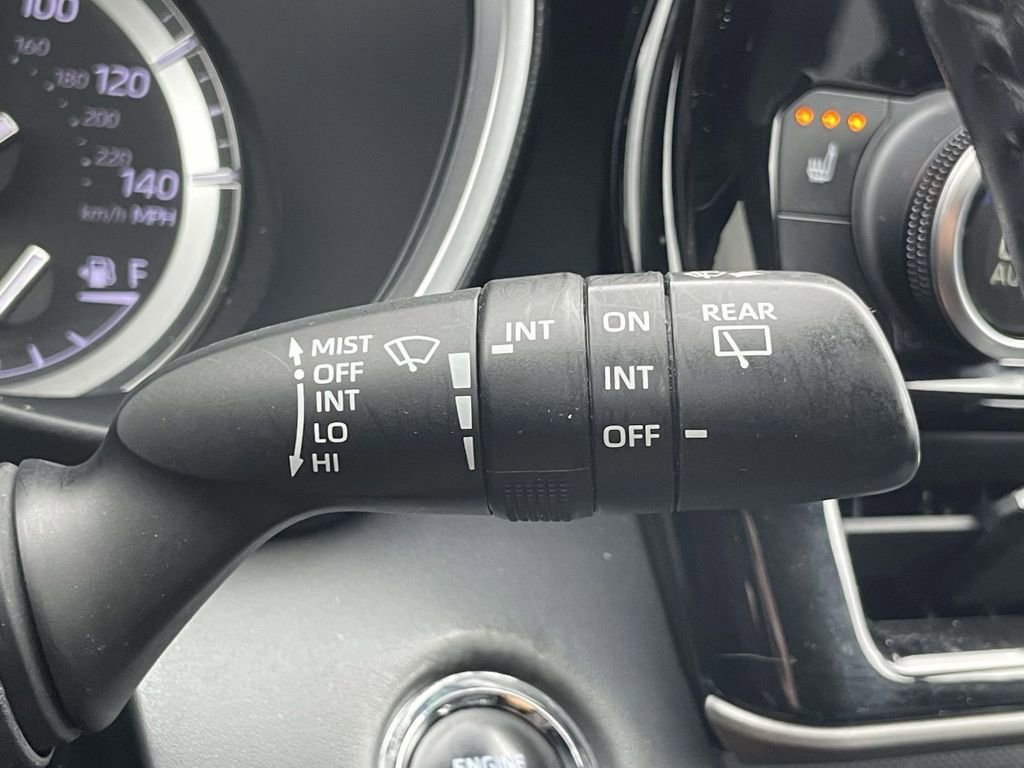 100
160
180 120
200
220
140
km/h MPH
F
MIST
OFF
INT
LO
HI
INT
ON
INT
OFF
REAR
ENGINE